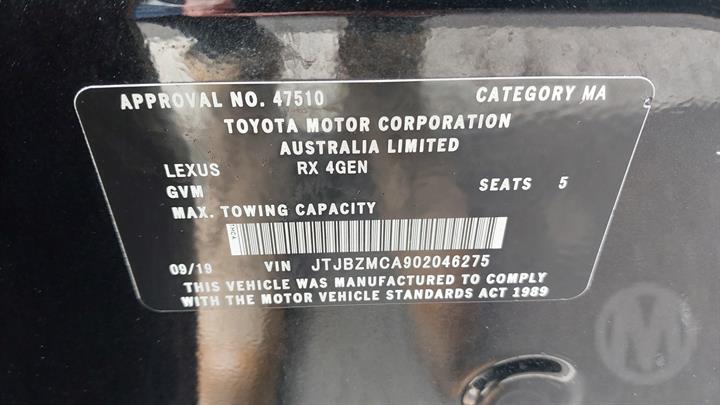 APPROVAL NO. 47510 CATEGORY MA
TOYOTA MOTOR CORPORATION
AUSTRALIA LIMITED
LEXUS RX 4GEN
GVM SEATS 5
MAX. TOWING CAPACITY
09/19 VIN JTJBZMCA902046275
THIS VEHICLE WAS MANUFACTURED TO COMPLY
WITH THE MOTOR VEHICLE STANDARDS ACT 1989
M